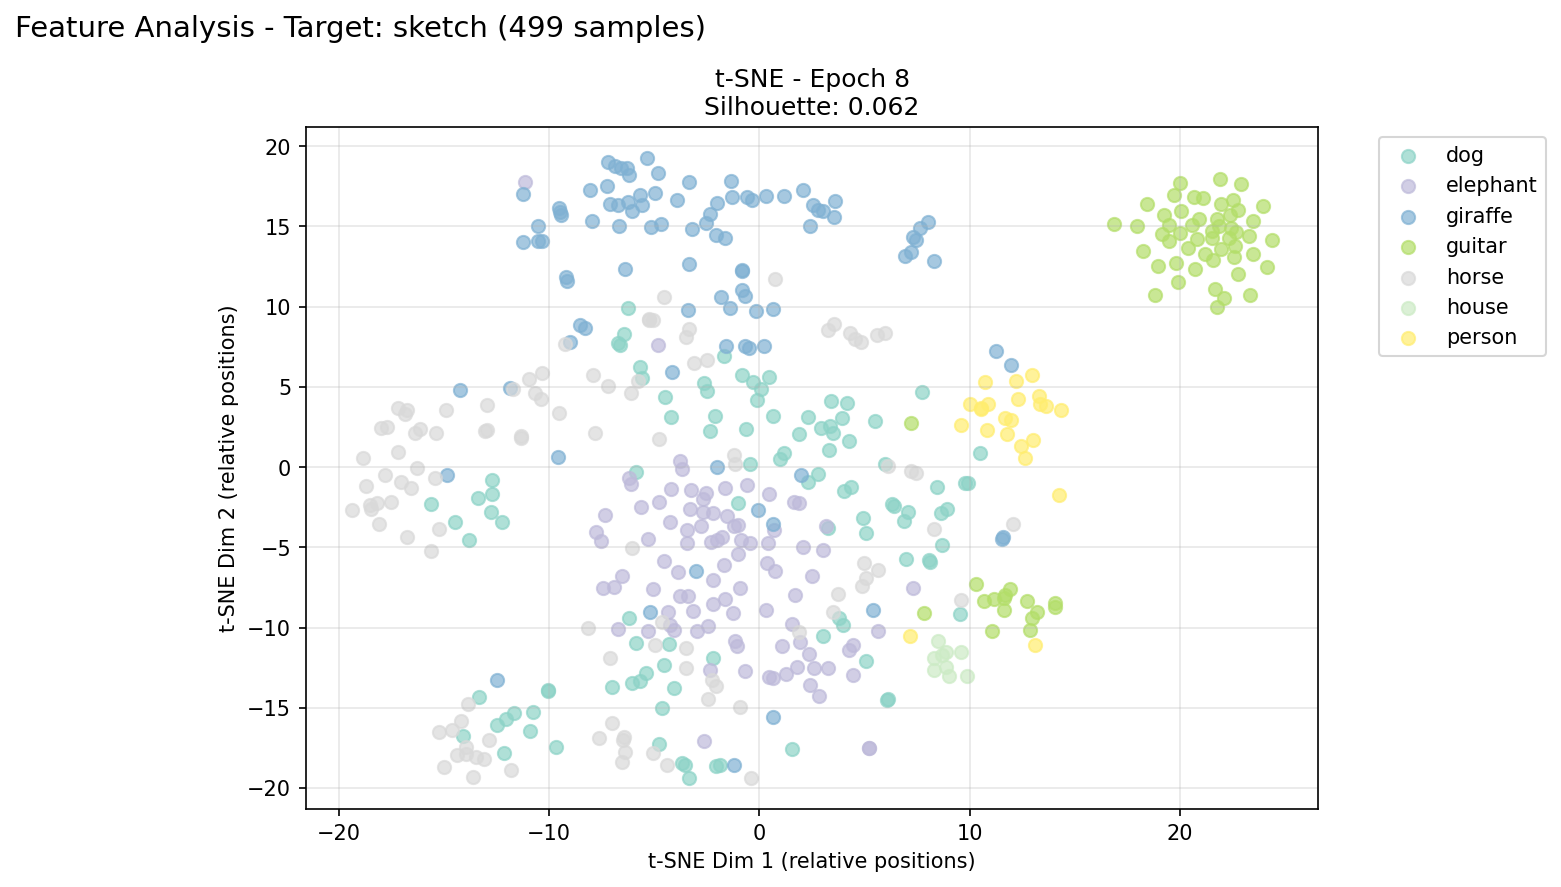 Feature Analysis - Target: sketch (499 samples)
t-SNE - Epoch 8
Silhouette: 0.062
t-SNE Dim 2 (relative positions)
20
15
10
5
0
−5
−10
−15
−20
−20
−10
0
10
20
t-SNE Dim 1 (relative positions)
dog
elephant
giraffe
guitar
horse
house
person